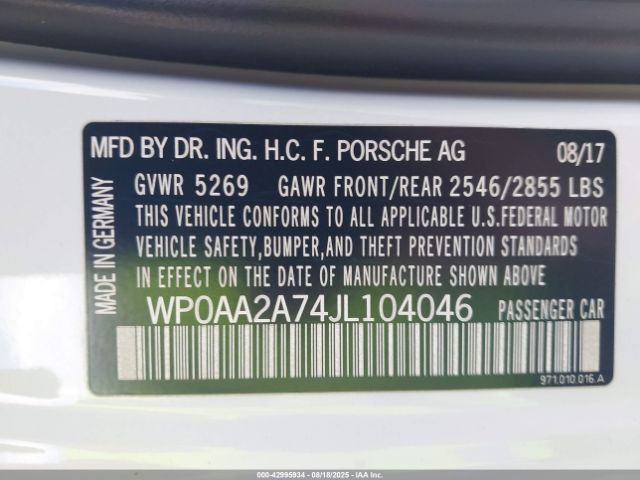 MFD BY DR. ING. H.C. F. PORSCHE AG 08/17
GVWR 5269 GAWR FRONT/REAR 2546/2855 LBS
THIS VEHICLE CONFORMS TO ALL APPLICABLE U.S.FEDERAL MOTOR
VEHICLE SAFETY,BUMPER,AND THEFT PREVENTION STANDARDS
IN EFFECT ON THE DATE OF MANUFACTURE SHOWN ABOVE.
WP0AA2A74JL104046 PASSENGER CAR
MADE IN GERMANY
971.010.016.A
000-42995934 - 08/18/2025 - IAA Inc.